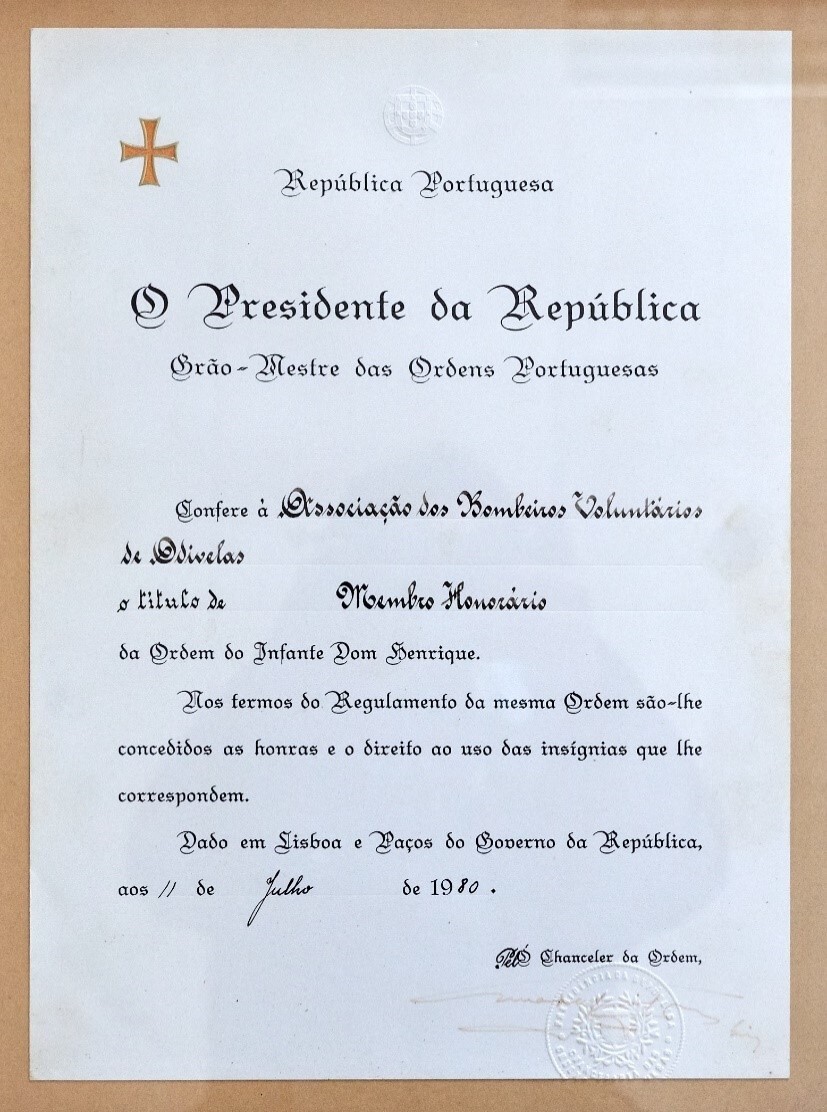 República Portuguesa
O Presidente da República
Grão-Mestre das Ordens Portuguesas
Confere à Associação dos Bombeiros Voluntários
de Odivelas
o título de Membro Honorário
da Ordem do Infante Dom Henrique.
Nos termos do Regulamento da mesma Ordem são-lhe
concedidos as honras e o direito ao uso das insígnias que lhe
correspondem.
Dado em Lisboa e Paços do Governo da República,
aos 11 de Julho de 1980.
Pel'O Chanceler da Ordem,